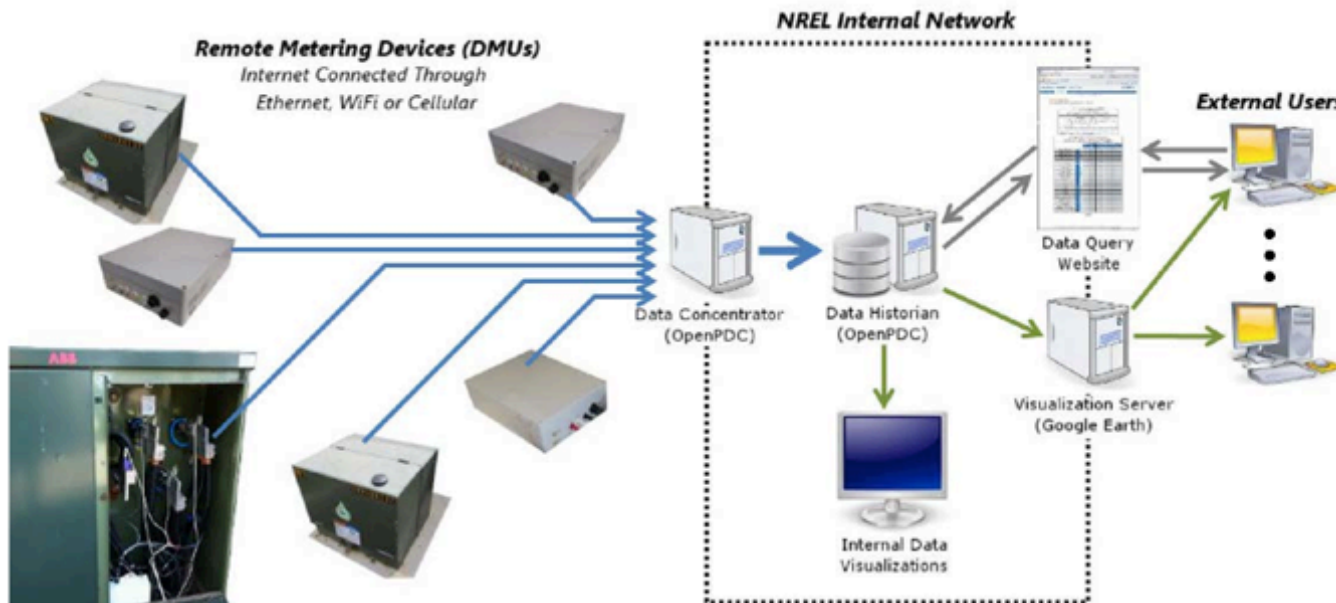 NREL Internal Network
Remote Metering Devices (DMUs)
Internet Connected Through
Ethernet, WiFi or Cellular
External Users
Data Query
Website
Data Concentrator
(OpenPDC)
Data Historian
(OpenPDC)
Visualization Server
(Google Earth)
Internal Data
Visualizations
ABB